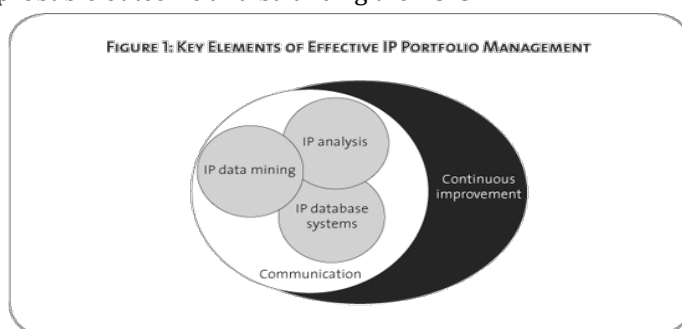 FIGURE 1: KEY ELEMENTS OF EFFECTIVE IP PORTFOLIO MANAGEMENT
IP analysis
IP data mining
Continuous
improvement
IP database
systems
Communication